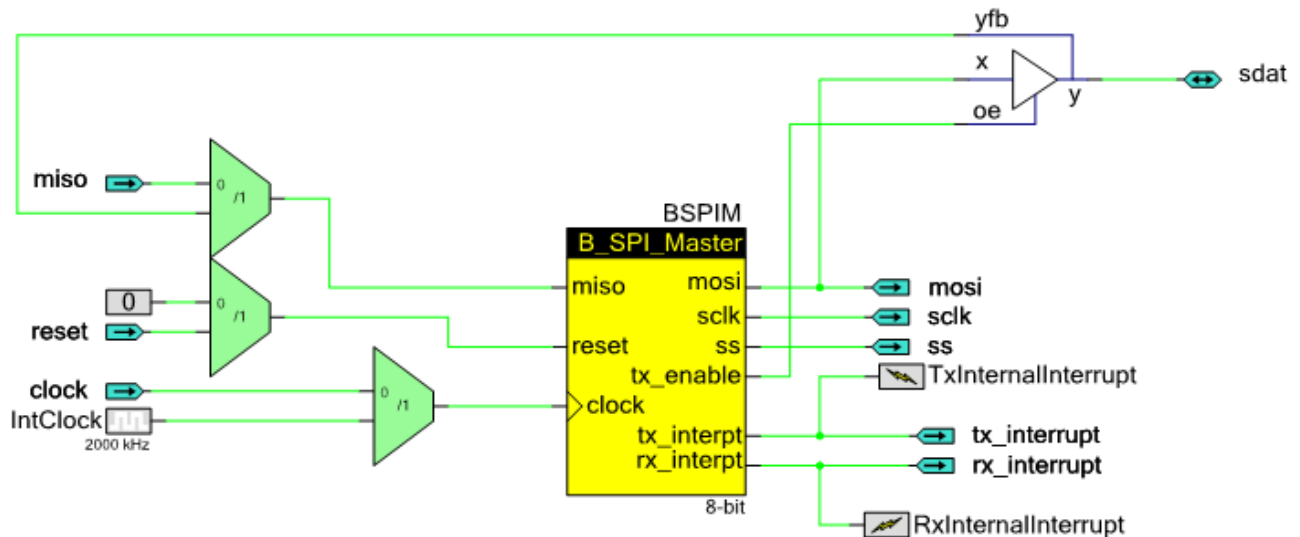 yfb
x
sdat
y
oe
miso
0
/1
BSPIM
B_SPI_Master
miso
mosi
mosi
0
0
/1
sclk
sclk
reset
reset
ss
ss
tx_enable
TxInternalInterrupt
clock
0
/1
clock
IntClock
2000 kHz
tx_interpt
tx_interrupt
rx_interpt
rx_interrupt
8-bit
RxInternalInterrupt